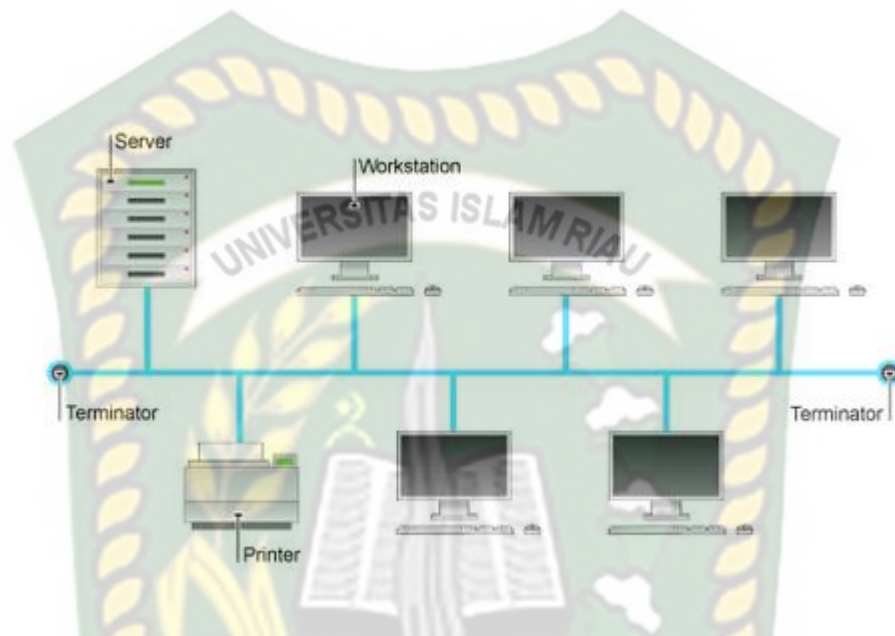 Server
Workstation
UNIVERSITAS ISLAM RIAU
Terminator
Terminator
Printer